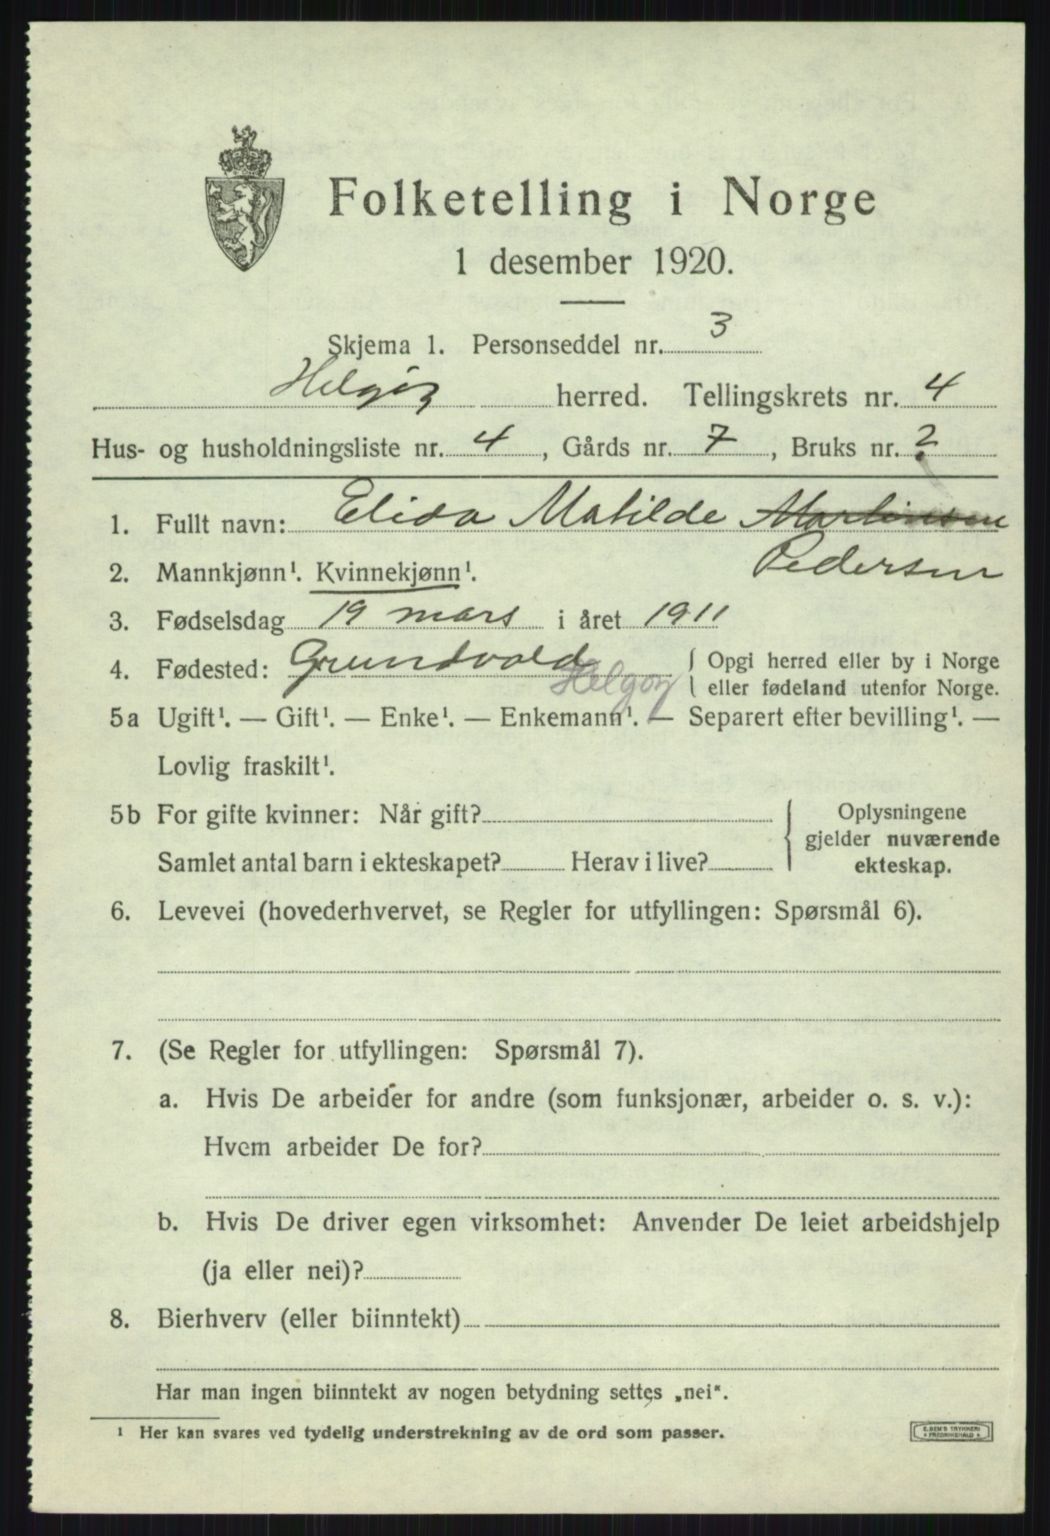 Folketelling i Norge
1 desember 1920.
Skjema 1. Personseddel nr. 3
Helgøy herred. Tellingskrets nr. 4
Hus- og husholdningsliste nr. 4, Gårds nr. 7, Bruks nr. 2
1. Fullt navn: Elida Matilde Martinsen
Pedersen
2. Mannkjønn¹. Kvinnekjønn¹.
3. Fødselsdag 19 mars i året 1911
4. Fødested: Grundvold Helgøy { Opgi herred eller by i Norge
eller fødeland utenfor Norge.
5a Ugift¹. — Gift¹. — Enke¹. — Enkemann¹. — Separert efter bevilling¹. —
Lovlig fraskilt¹.
5b For gifte kvinner: Når gift? { Oplysningene
gjelder nuværende
Samlet antal barn i ekteskapet? Herav i live? ekteskap.
6. Levevei (hovederhvervet, se Regler for utfyllingen: Spørsmål 6).
7. (Se Regler for utfyllingen: Spørsmål 7).
a. Hvis De arbeider for andre (som funksjonær, arbeider o. s. v.):
Hvem arbeider De for?
b. Hvis De driver egen virksomhet: Anvender De leiet arbeidshjelp
(ja eller nei)?
8. Bierhverv (eller biinntekt)
Har man ingen biinntekt av nogen betydning settes „nei“.
¹ Her kan svares ved tydelig understrekning av de ord som passer.
E. SEM'S TRYKKERI
FREDRIKSHALD